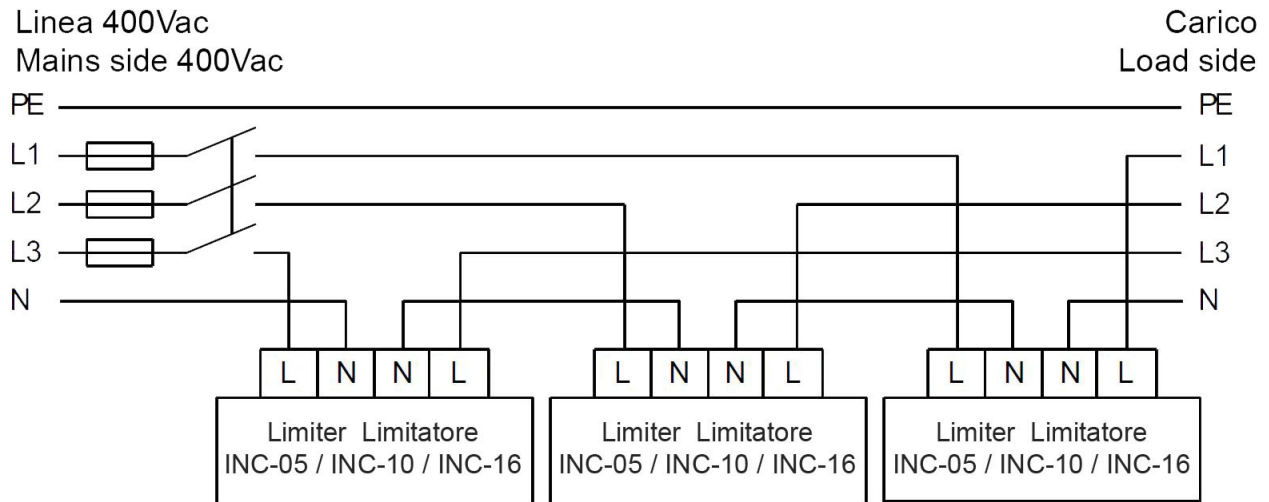 Linea 400Vac
Mains side 400Vac
Carico
Load side
PE PE
L1 L1
L2 L2
L3 L3
N N
L N N L L N N L L N N L
Limiter Limitatore
INC-05 / INC-10 / INC-16
Limiter Limitatore
INC-05 / INC-10 / INC-16
Limiter Limitatore
INC-05 / INC-10 / INC-16